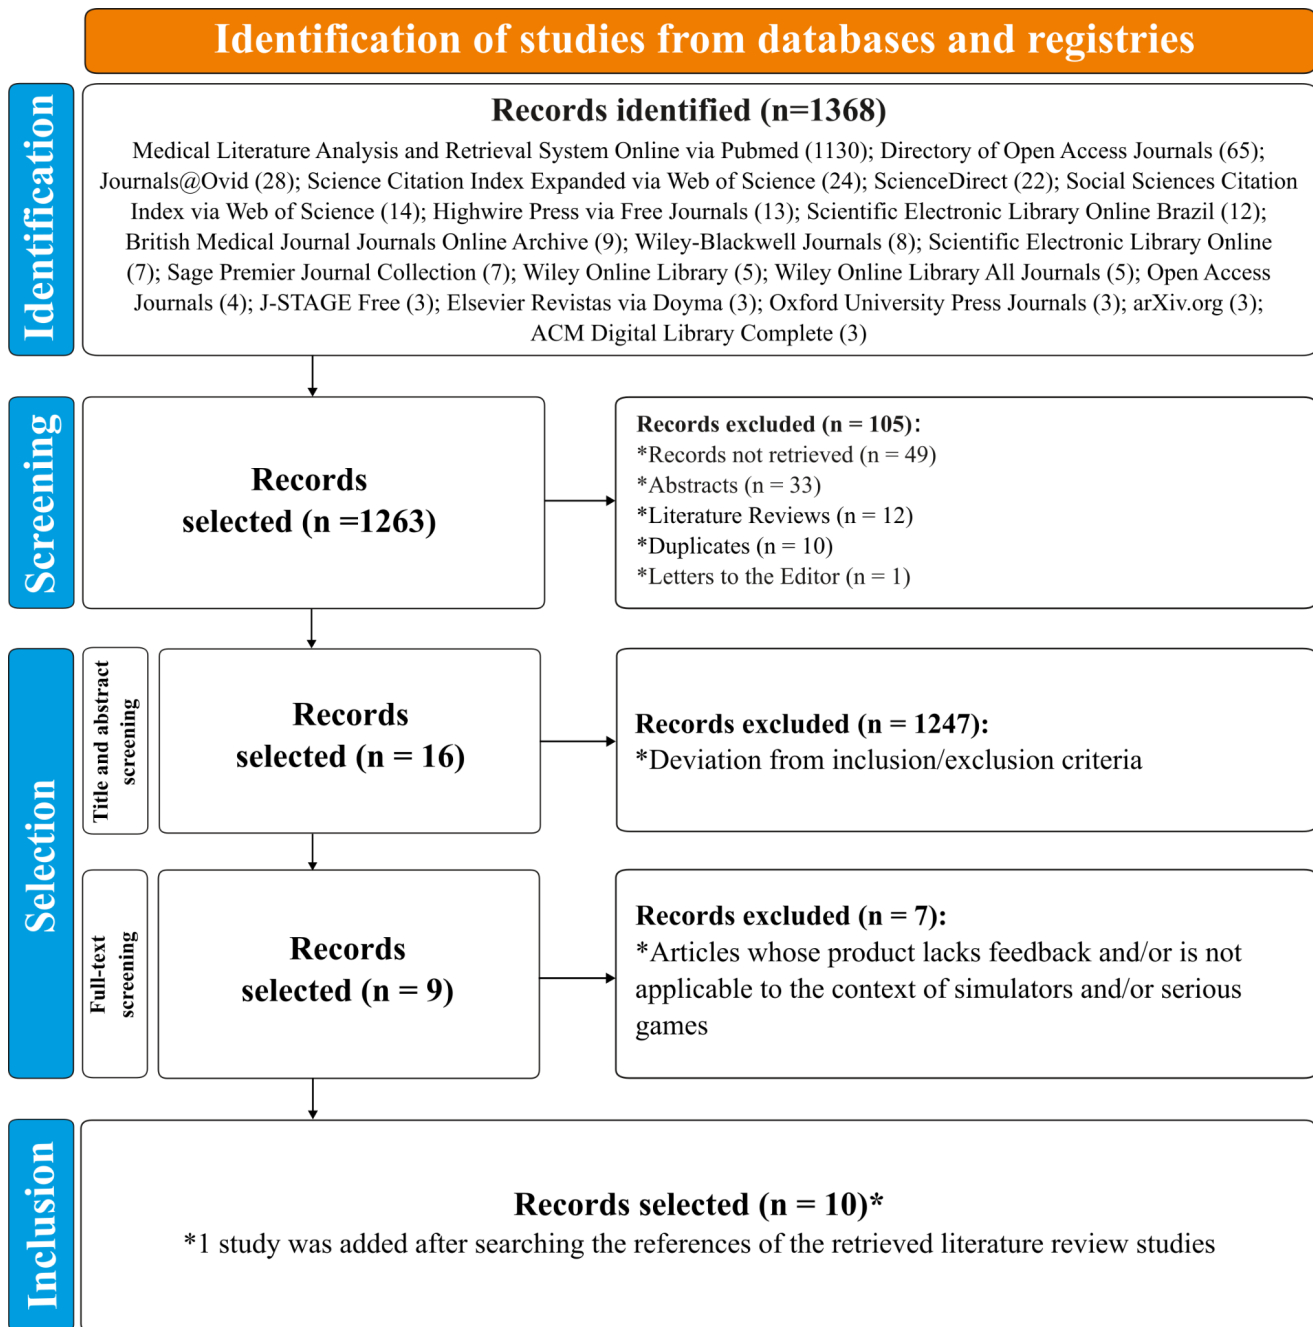 Identification of studies from databases and registries
Identification
Records identified (n=1368)
Medical Literature Analysis and Retrieval System Online via Pubmed (1130); Directory of Open Access Journals (65);
Journals@Ovid (28); Science Citation Index Expanded via Web of Science (24); ScienceDirect (22); Social Sciences Citation
Index via Web of Science (14); Highwire Press via Free Journals (13); Scientific Electronic Library Online Brazil (12);
British Medical Journal Journals Online Archive (9); Wiley-Blackwell Journals (8); Scientific Electronic Library Online
(7); Sage Premier Journal Collection (7); Wiley Online Library (5); Wiley Online Library All Journals (5); Open Access
Journals (4); J-STAGE Free (3); Elsevier Revistas via Doyma (3); Oxford University Press Journals (3); arXiv.org (3);
ACM Digital Library Complete (3)
Screening
Records
selected (n =1263)
Records excluded (n = 105):
*Records not retrieved (n = 49)
*Abstracts (n = 33)
*Literature Reviews (n = 12)
*Duplicates (n = 10)
*Letters to the Editor (n = 1)
Selection
Title and abstract
screening
Records
selected (n = 16)
Records excluded (n = 1247):
*Deviation from inclusion/exclusion criteria
Full-text
screening
Records
selected (n = 9)
Records excluded (n = 7):
*Articles whose product lacks feedback and/or is not
applicable to the context of simulators and/or serious
games
Inclusion
Records selected (n = 10)*
*1 study was added after searching the references of the retrieved literature review studies